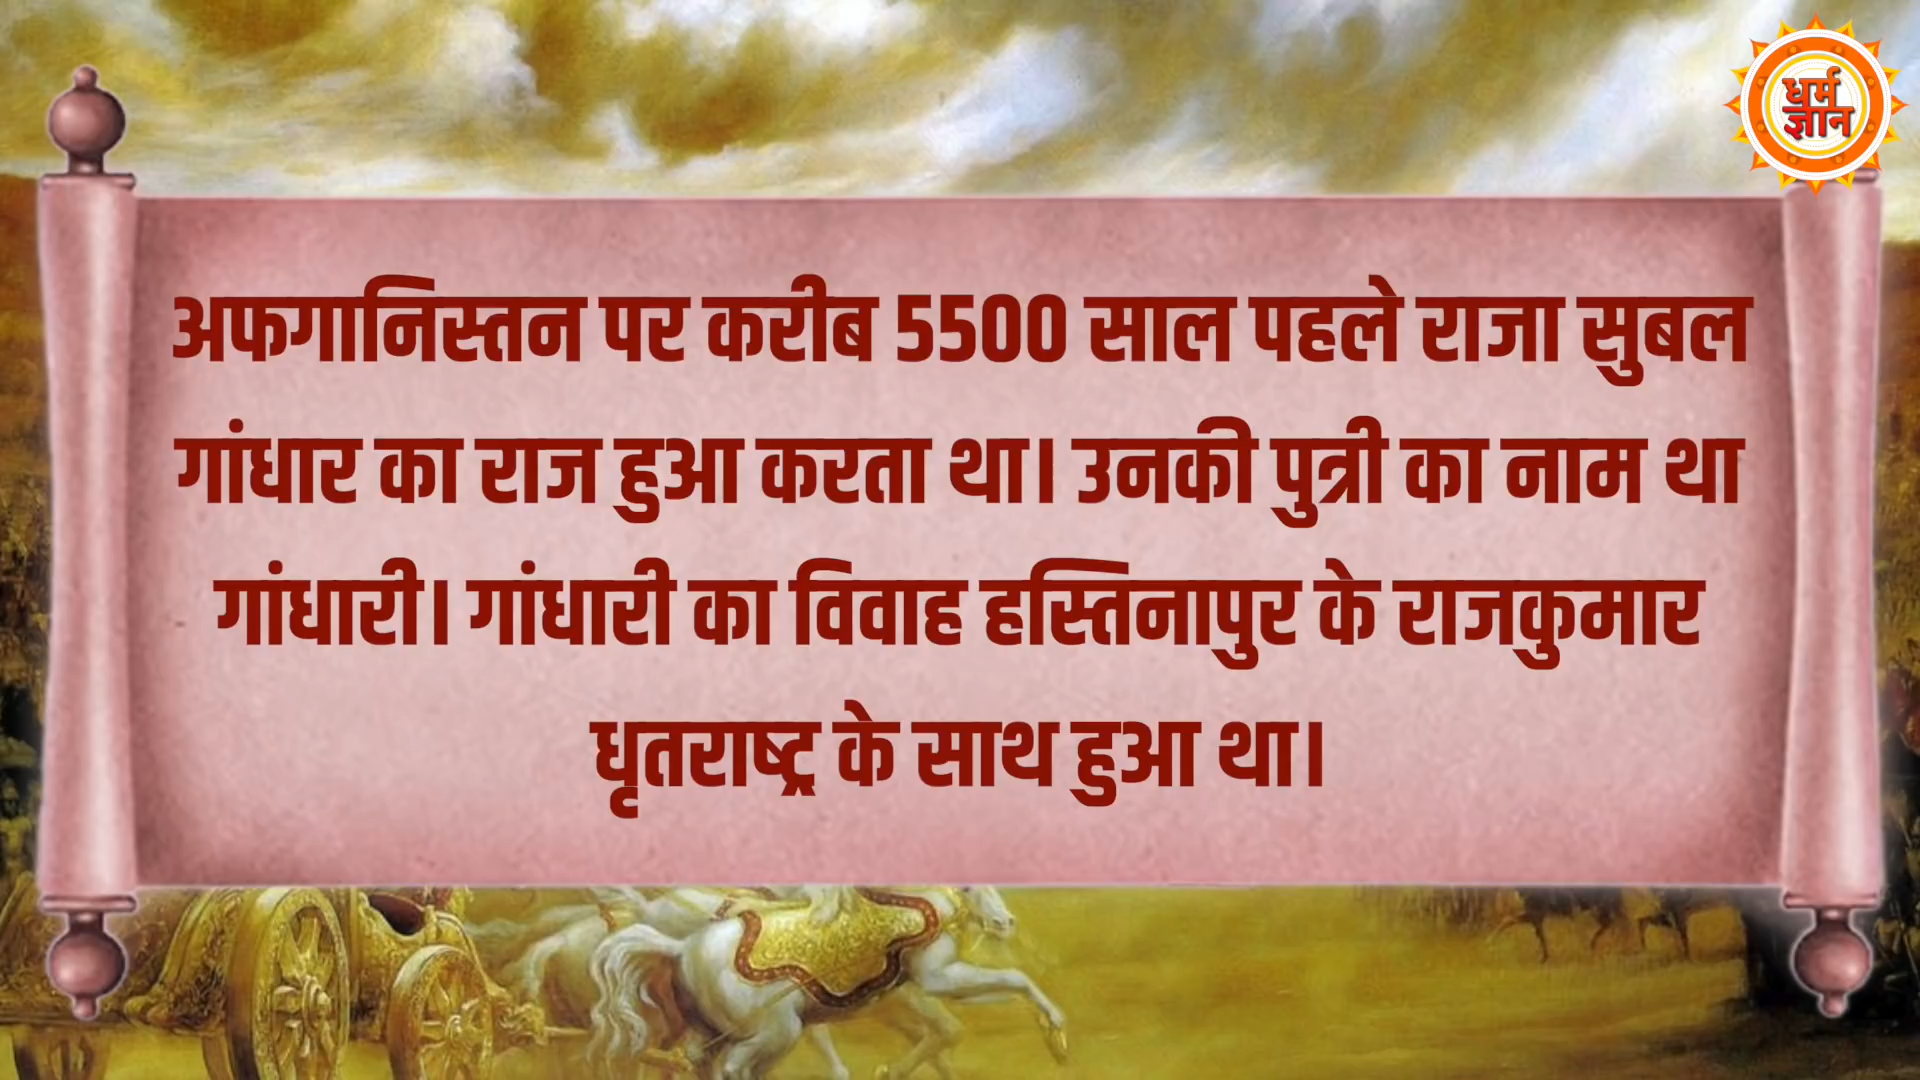 धर्म
ज्ञान
अफगानिस्तन पर करीब 5500 साल पहले राजा सुबल
गांधार का राज हुआ करता था। उनकी पुत्री का नाम था
गांधारी। गांधारी का विवाह हस्तिनापुर के राजकुमार
धृतराष्ट्र के साथ हुआ था।